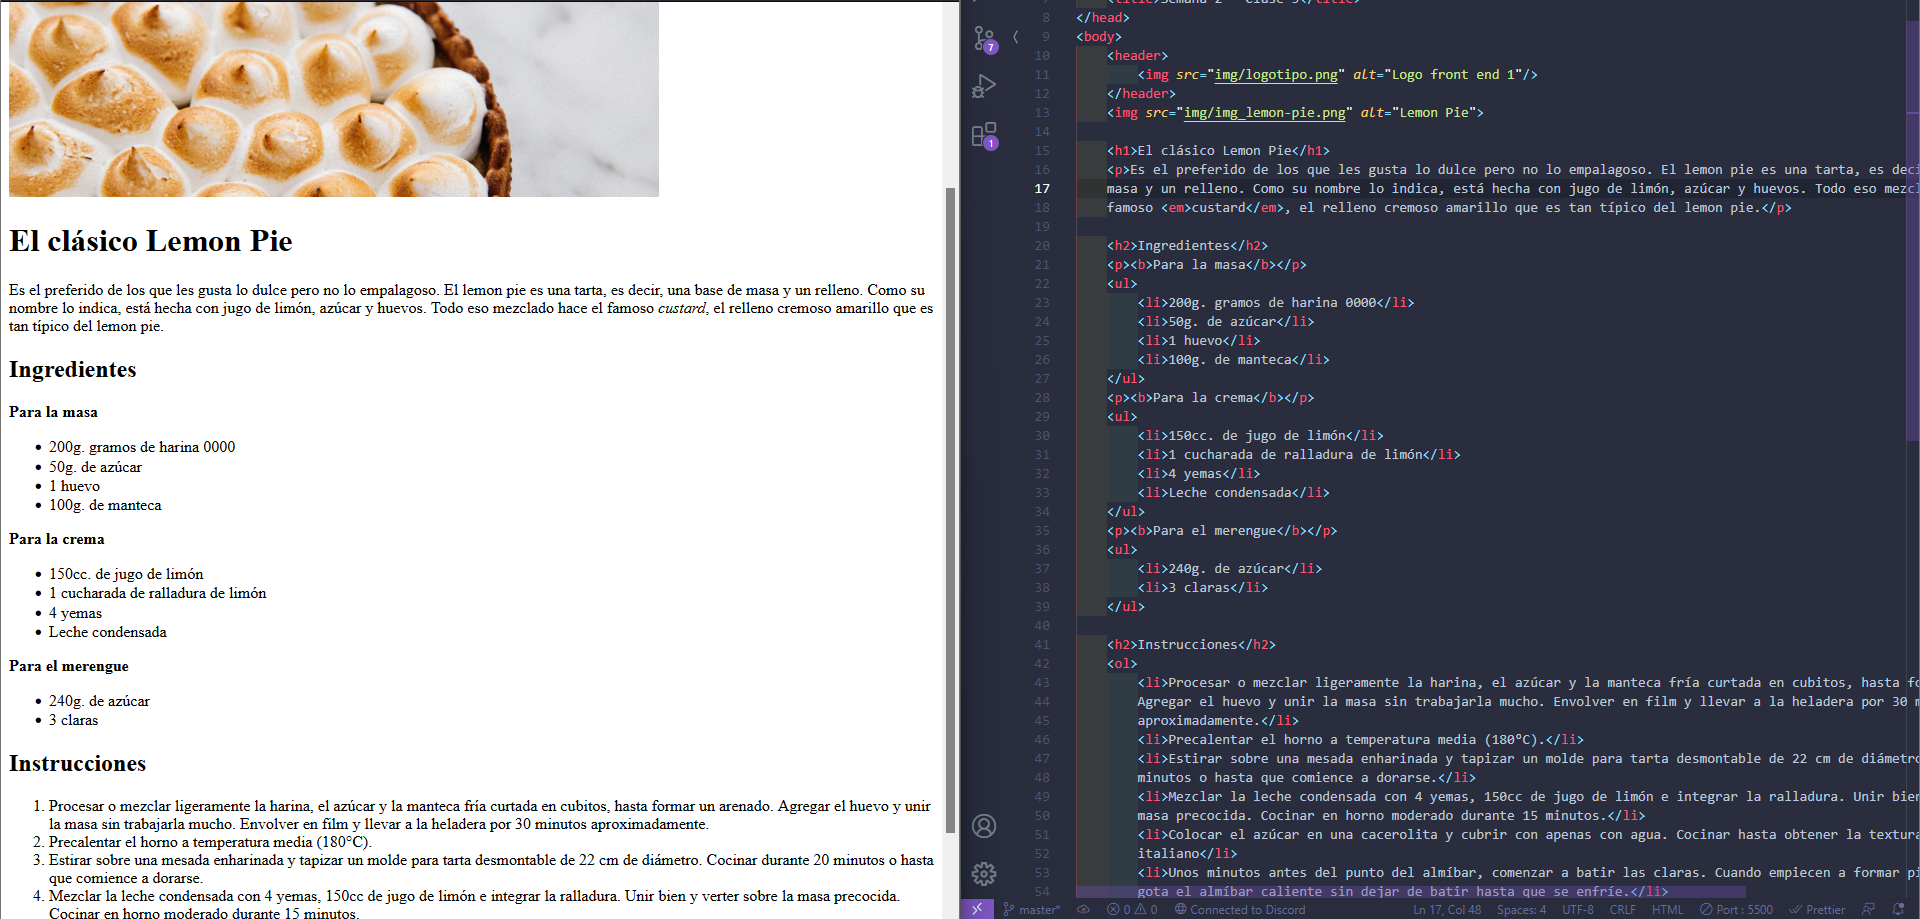 El clásico Lemon Pie
Es el preferido de los que les gusta lo dulce pero no lo empalagoso. El lemon pie es una tarta, es decir, una base de masa y un relleno. Como su
nombre lo indica, está hecha con jugo de limón, azúcar y huevos. Todo eso mezclado hace el famoso custard, el relleno cremoso amarillo que es
tan típico del lemon pie.
Ingredientes
Para la masa
• 200g. gramos de harina 0000
• 50g. de azúcar
• 1 huevo
• 100g. de manteca
Para la crema
• 150cc. de jugo de limón
• 1 cucharada de ralladura de limón
• 4 yemas
• Leche condensada
Para el merengue
• 240g. de azúcar
• 3 claras
Instrucciones
1. Procesar o mezclar ligeramente la harina, el azúcar y la manteca fría curtada en cubitos, hasta formar un arenado. Agregar el huevo y unir
la masa sin trabajarla mucho. Envolver en film y llevar a la heladera por 30 minutos aproximadamente.
2. Precalentar el horno a temperatura media (180°C).
3. Estirar sobre una mesada enharinada y tapizar un molde para tarta desmontable de 22 cm de diámetro. Cocinar durante 20 minutos o hasta
que comience a dorarse.
4. Mezclar la leche condensada con 4 yemas, 150cc de jugo de limón e integrar la ralladura. Unir bien y verter sobre la masa precocida.
Cocinar en horno moderado durante 15 minutos.
7
1
8 </head>
9 <body>
10 <header>
11 <img src="img/logotipo.png" alt="Logo front end 1"/>
12 </header>
13 <img src="img/img_lemon-pie.png" alt="Lemon Pie">
14
15 <h1>El clásico Lemon Pie</h1>
16 <p>Es el preferido de los que les gusta lo dulce pero no lo empalagoso. El lemon pie es una tarta, es deci
17 masa y un relleno. Como su nombre lo indica, está hecha con jugo de limón, azúcar y huevos. Todo eso mezcl
18 famoso <em>custard</em>, el relleno cremoso amarillo que es tan típico del lemon pie.</p>
19
20 <h2>Ingredientes</h2>
21 <p><b>Para la masa</b></p>
22 <ul>
23 <li>200g. gramos de harina 0000</li>
24 <li>50g. de azúcar</li>
25 <li>1 huevo</li>
26 <li>100g. de manteca</li>
27 </ul>
28 <p><b>Para la crema</b></p>
29 <ul>
30 <li>150cc. de jugo de limón</li>
31 <li>1 cucharada de ralladura de limón</li>
32 <li>4 yemas</li>
33 <li>Leche condensada</li>
34 </ul>
35 <p><b>Para el merengue</b></p>
36 <ul>
37 <li>240g. de azúcar</li>
38 <li>3 claras</li>
39 </ul>
40
41 <h2>Instrucciones</h2>
42 <ol>
43 <li>Procesar o mezclar ligeramente la harina, el azúcar y la manteca fría curtada en cubitos, hasta fo
44 Agregar el huevo y unir la masa sin trabajarla mucho. Envolver en film y llevar a la heladera por 30 m
45 aproximadamente.</li>
46 <li>Precalentar el horno a temperatura media (180°C).</li>
47 <li>Estirar sobre una mesada enharinada y tapizar un molde para tarta desmontable de 22 cm de diámetro
48 minutos o hasta que comience a dorarse.</li>
49 <li>Mezclar la leche condensada con 4 yemas, 150cc de jugo de limón e integrar la ralladura. Unir bien
50 masa precocida. Cocinar en horno moderado durante 15 minutos.</li>
51 <li>Colocar el azúcar en una cacerolita y cubrir con apenas con agua. Cocinar hasta obtener la textura
52 italiano</li>
53 <li>Unos minutos antes del punto del almíbar, comenzar a batir las claras. Cuando empiecen a formar pi
54 gota el almíbar caliente sin dejar de batir hasta que se enfríe.</li>
master* 0 0 Connected to Discord Ln 17, Col 48 Spaces: 4 UTF-8 CRLF HTML Port : 5500 Prettier